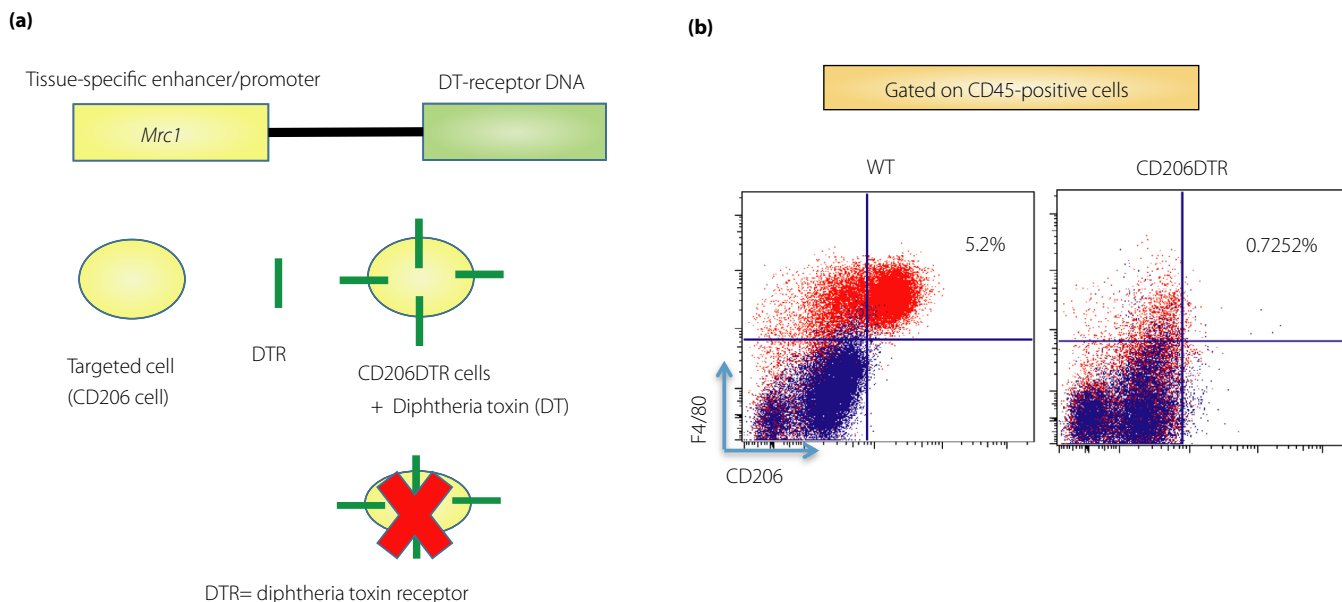 (a)
Tissue-specific enhancer/promoter
DT-receptor DNA
Mrc1
Targeted cell
(CD206 cell)
DTR
CD206DTR cells
+ Diphtheria toxin (DT)
DTR= diphtheria toxin receptor
(b)
Gated on CD45-positive cells
WT
CD206DTR
5.2%
0.7252%
F4/80
CD206